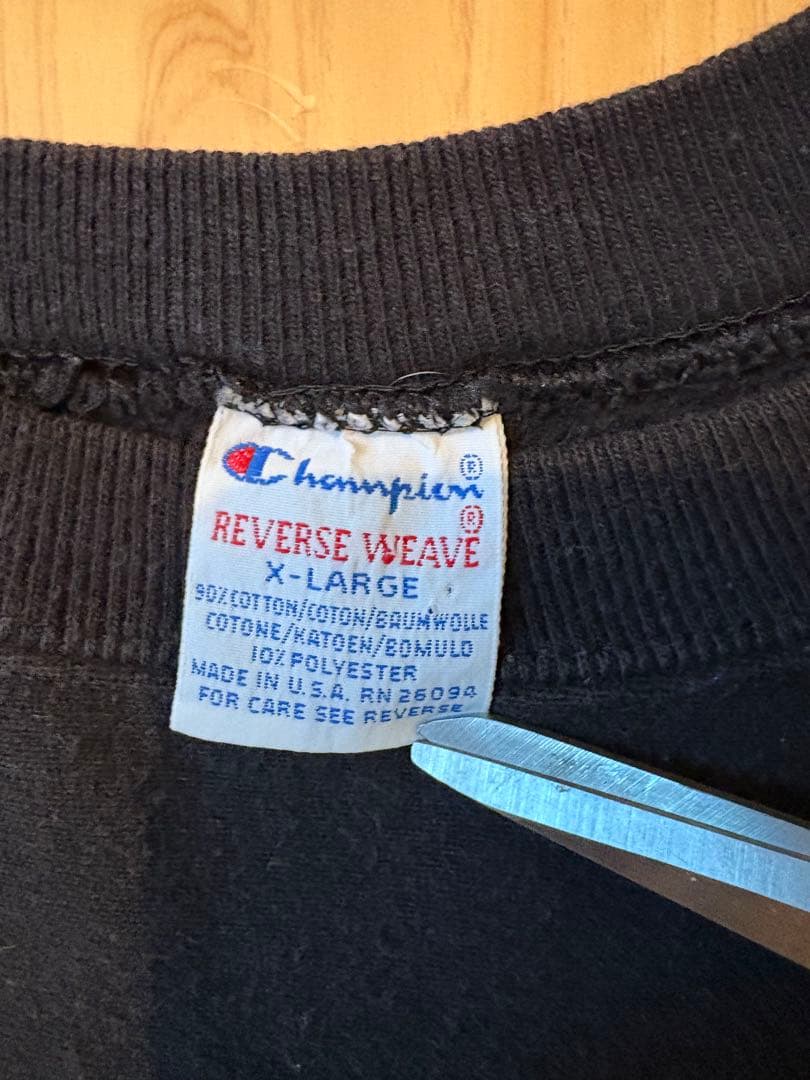 Champion®
REVERSE WEAVE®
X-LARGE
90% COTTON/COTON/BAUMWOLLE
COTONE/KATOEN/BOMULD
10% POLYESTER
MADE IN U.S.A. RN 26094
FOR CARE SEE REVERSE